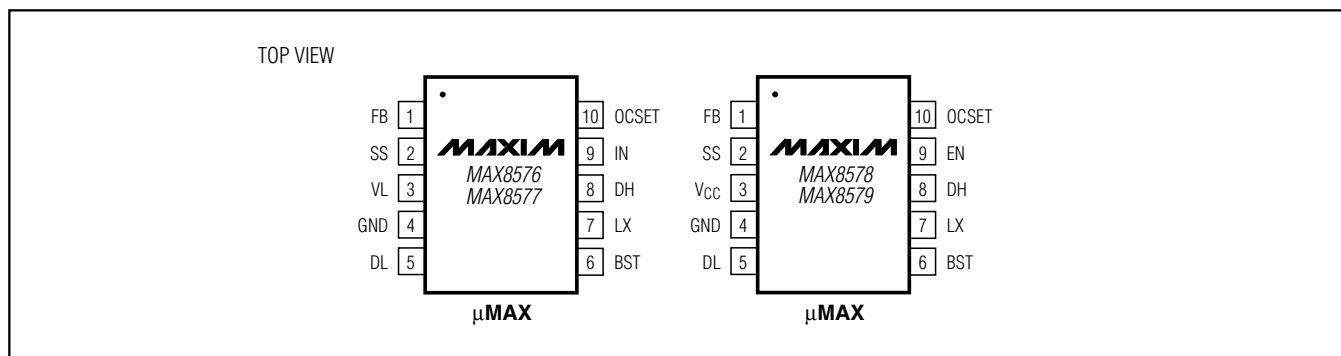 TOP VIEW
FB 1
SS 2
VL 3
GND 4
DL 5
MAXIM
MAX8576
MAX8577
10 OCSET
9 IN
8 DH
7 LX
6 BST
µMAX
FB 1
SS 2
VCC 3
GND 4
DL 5
MAXIM
MAX8578
MAX8579
10 OCSET
9 EN
8 DH
7 LX
6 BST
µMAX